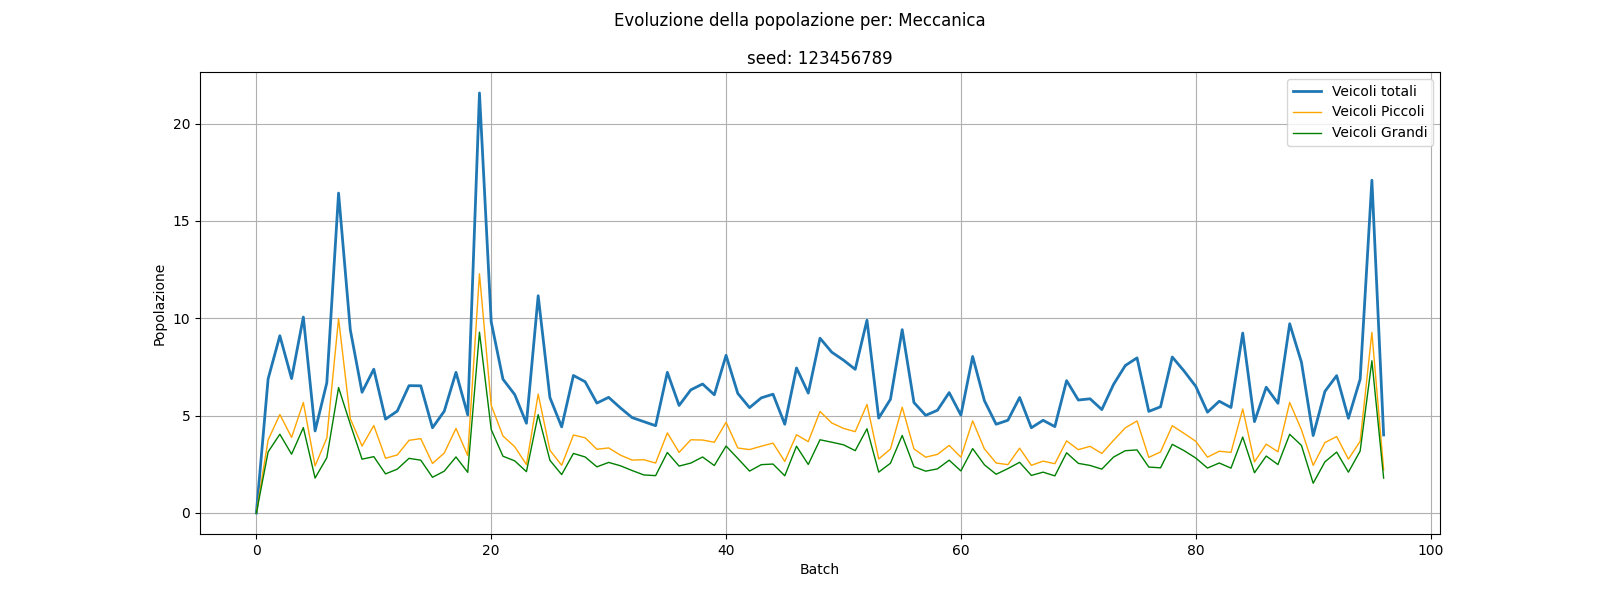 Evoluzione della popolazione per: Meccanica
seed: 123456789
Veicoli totali
Veicoli Piccoli
Veicoli Grandi
Popolazione
20
15
10
5
0
0 20 40 60 80 100
Batch